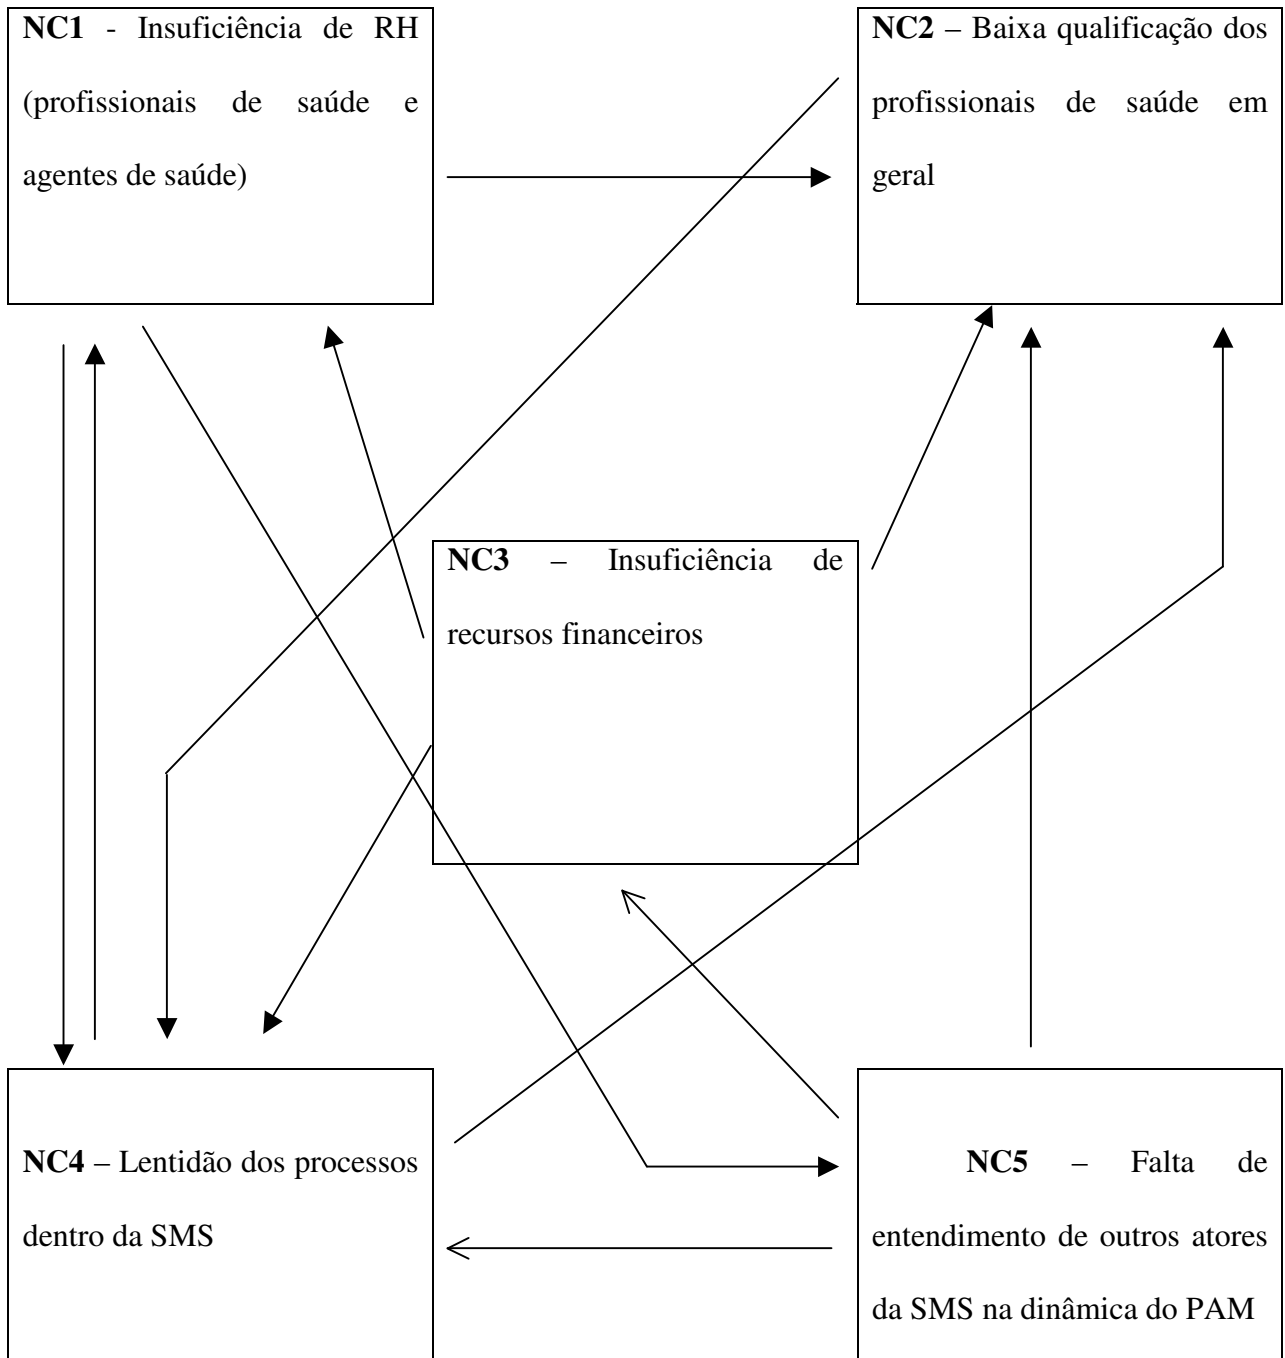 NC1 - Insuficiência de RH
(profissionais de saúde e
agentes de saúde)
NC2 – Baixa qualificação dos
profissionais de saúde em
geral
NC3 – Insuficiência de
recursos financeiros
NC4 – Lentidão dos processos
dentro da SMS
NC5 – Falta de
entendimento de outros atores
da SMS na dinâmica do PAM